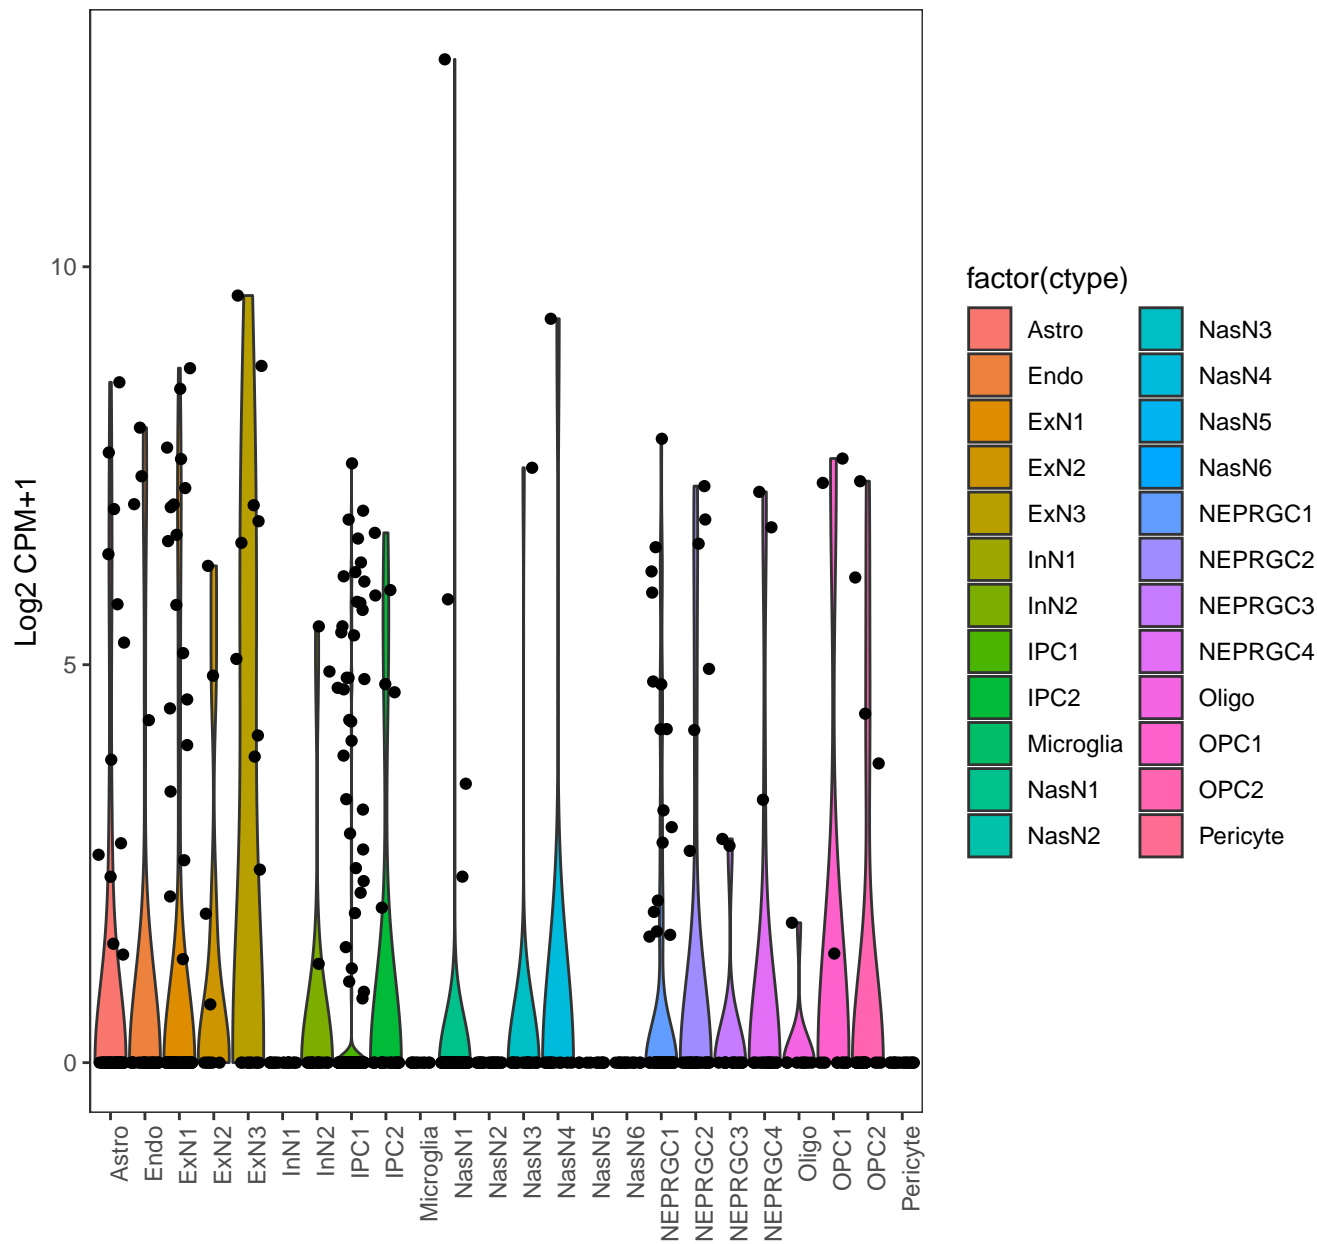 Log2 CPM+1
10
5
0
Astro
Endo
ExN1
ExN2
ExN3
InN1
InN2
IPC1
IPC2
Microglia
NasN1
NasN2
NasN3
NasN4
NasN5
NasN6
NEPRGC1
NEPRGC2
NEPRGC3
NEPRGC4
Oligo
OPC1
OPC2
Pericyte
factor(ctype)
Astro
Endo
ExN1
ExN2
ExN3
InN1
InN2
IPC1
IPC2
Microglia
NasN1
NasN2
NasN3
NasN4
NasN5
NasN6
NEPRGC1
NEPRGC2
NEPRGC3
NEPRGC4
Oligo
OPC1
OPC2
Pericyte